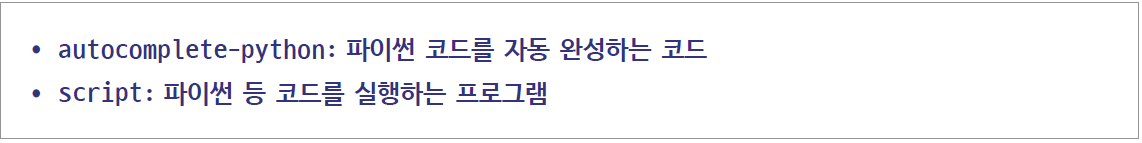 • autocomplete-python: 파이썬 코드를 자동 완성하는 코드
• script: 파이썬 등 코드를 실행하는 프로그램